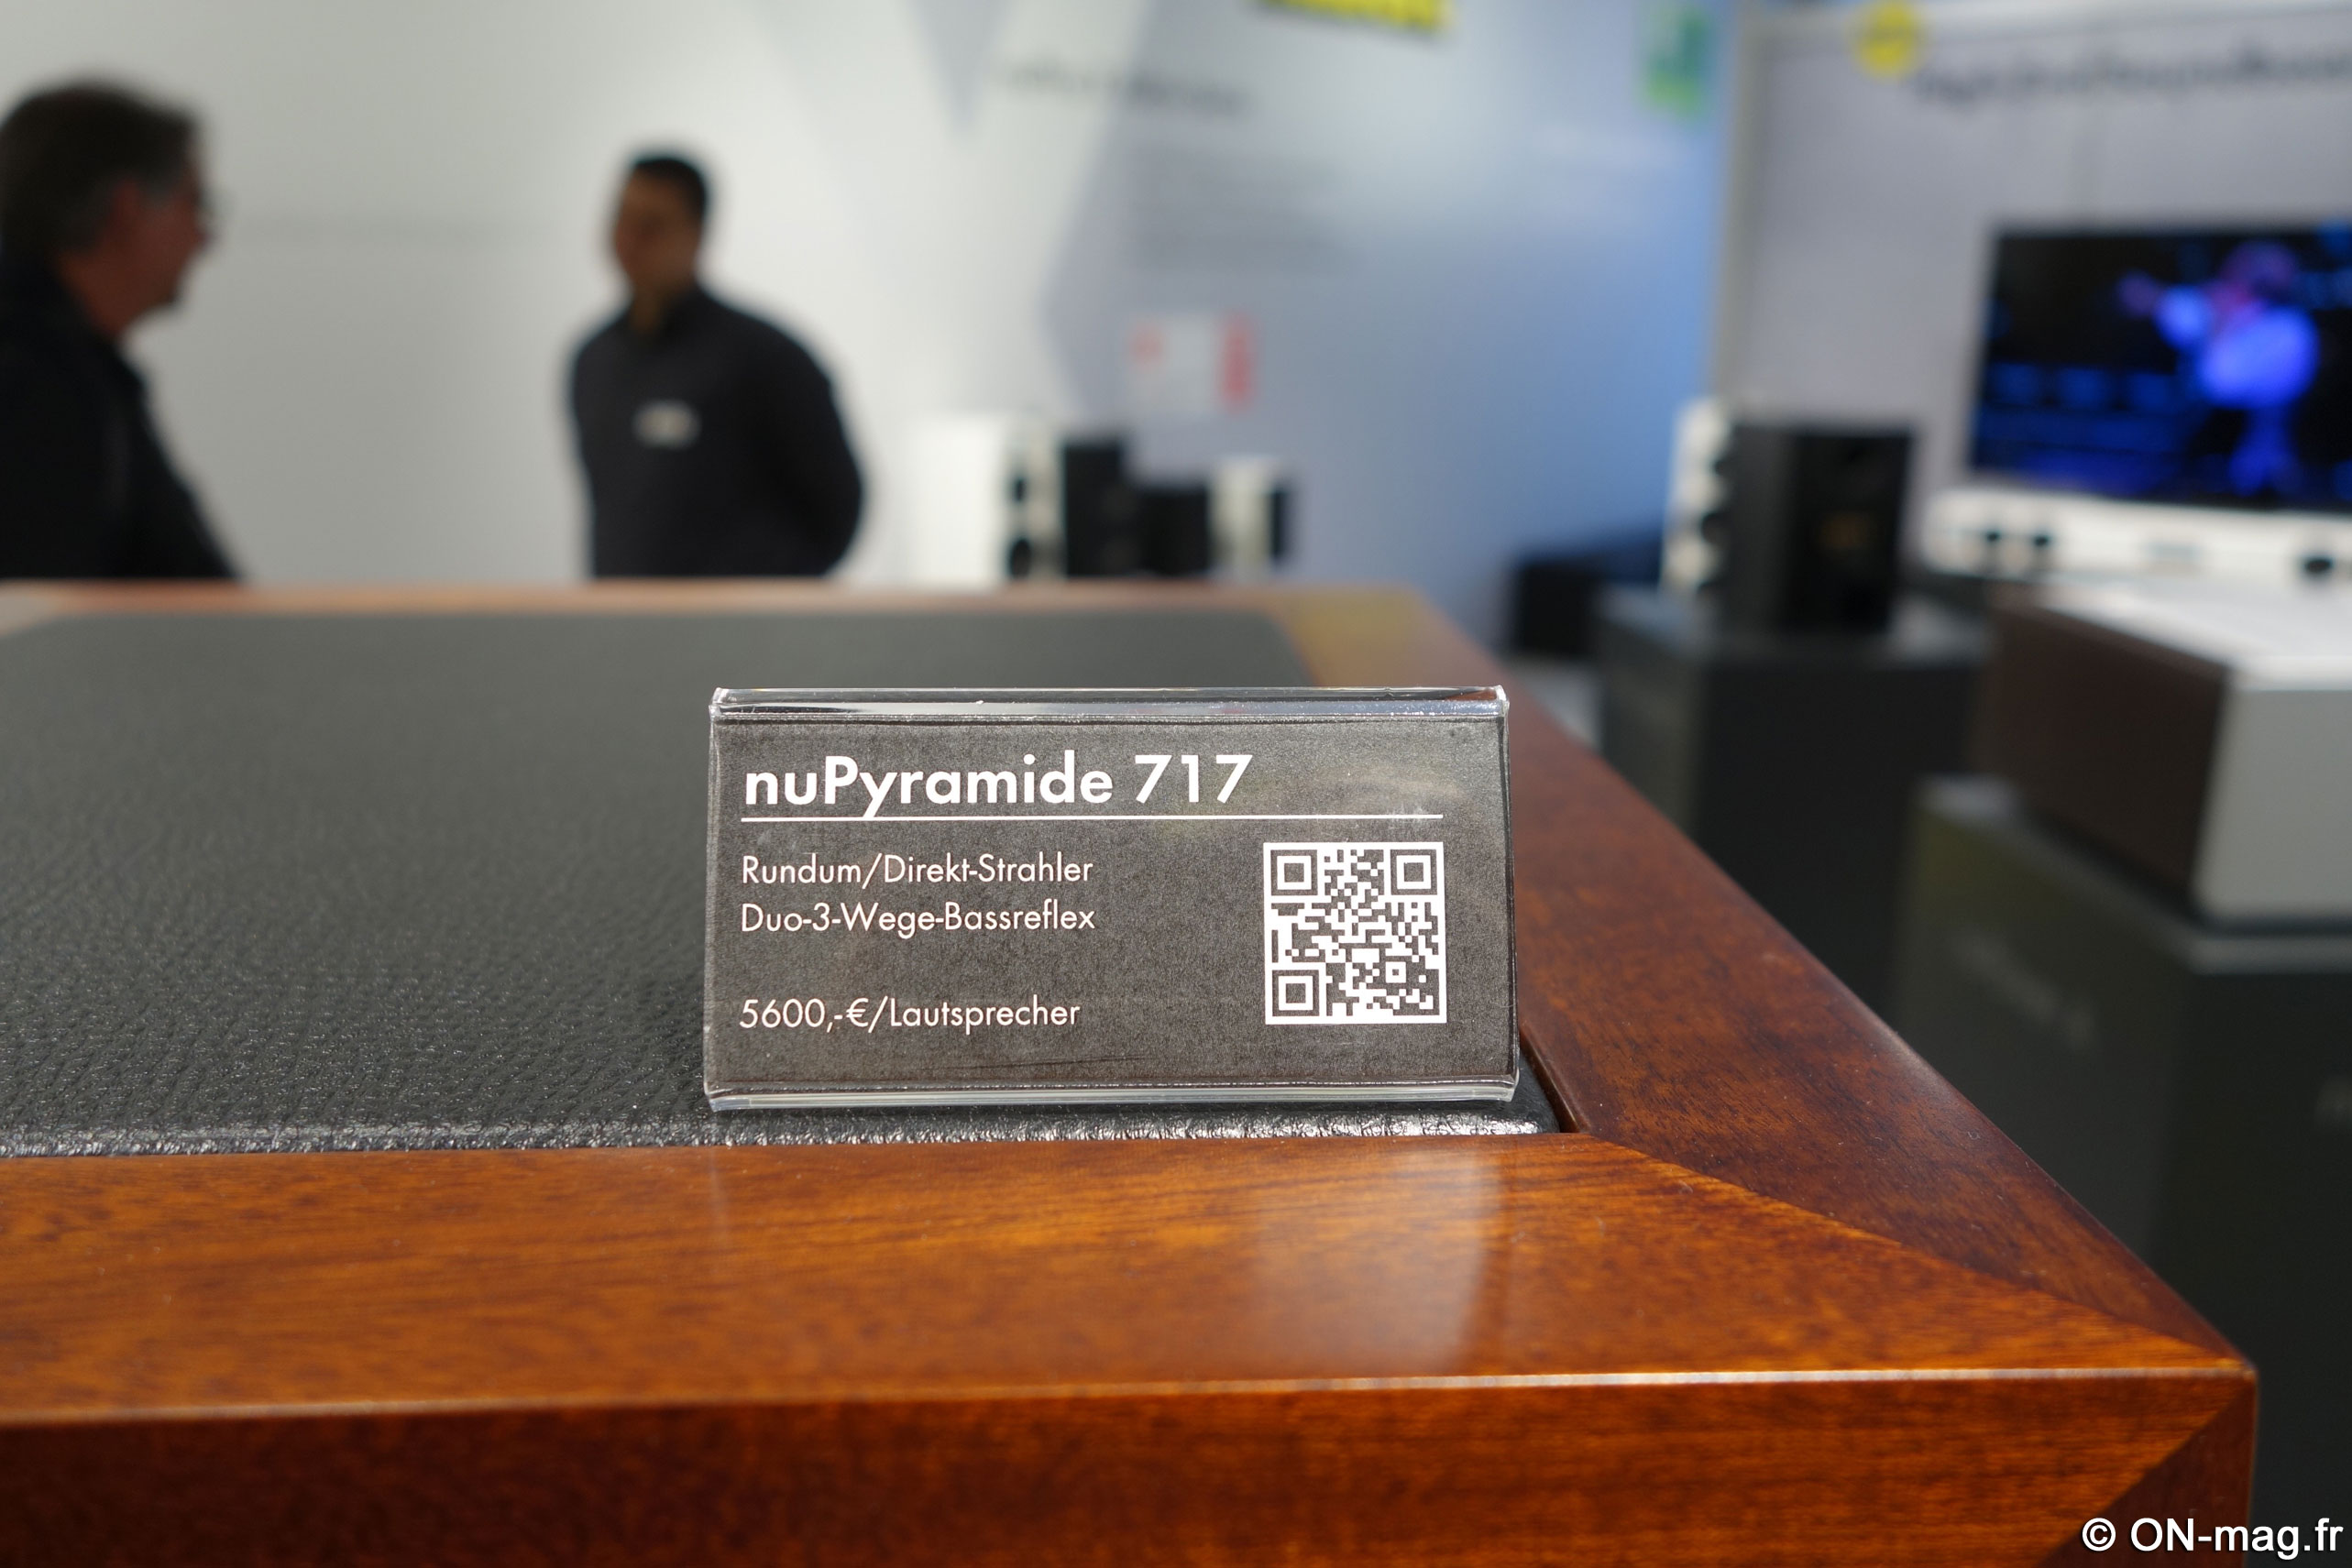 nuPyramide 717
Rundum/Direkt-Strahler
Duo-3-Wege-Bassreflex
5600,-€/Lautsprecher
© ON-mag.fr